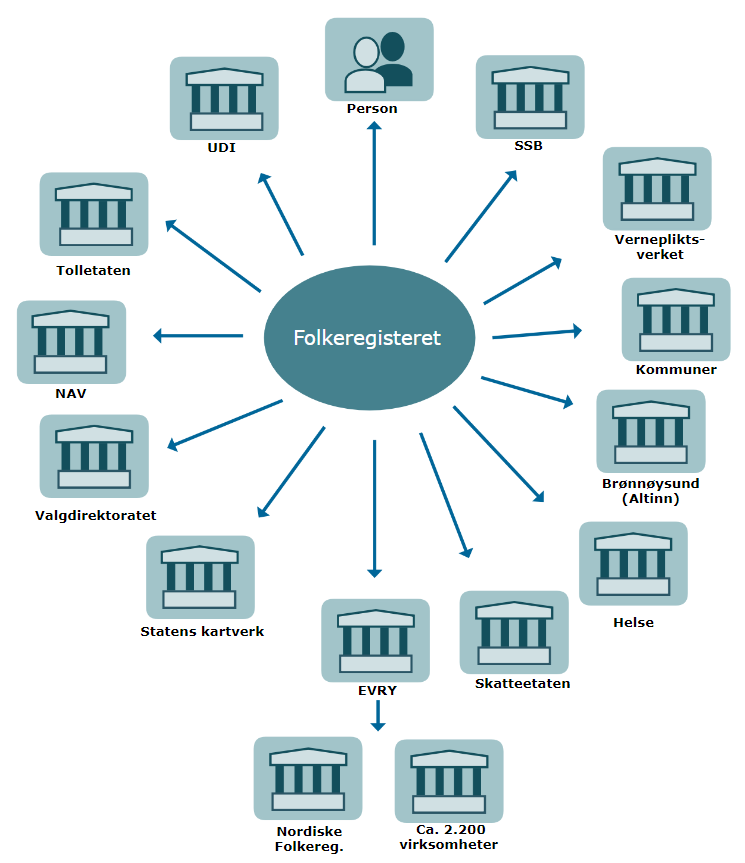 Person
UDI
SSB
Verneplikts-
verket
Tolletaten
Folkeregisteret
Kommuner
NAV
Brønnøysund
(Altinn)
Valgdirektoratet
Helse
Statens kartverk
Skatteetaten
EVRY
Nordiske
Folkereg.
Ca. 2.200
virksomheter